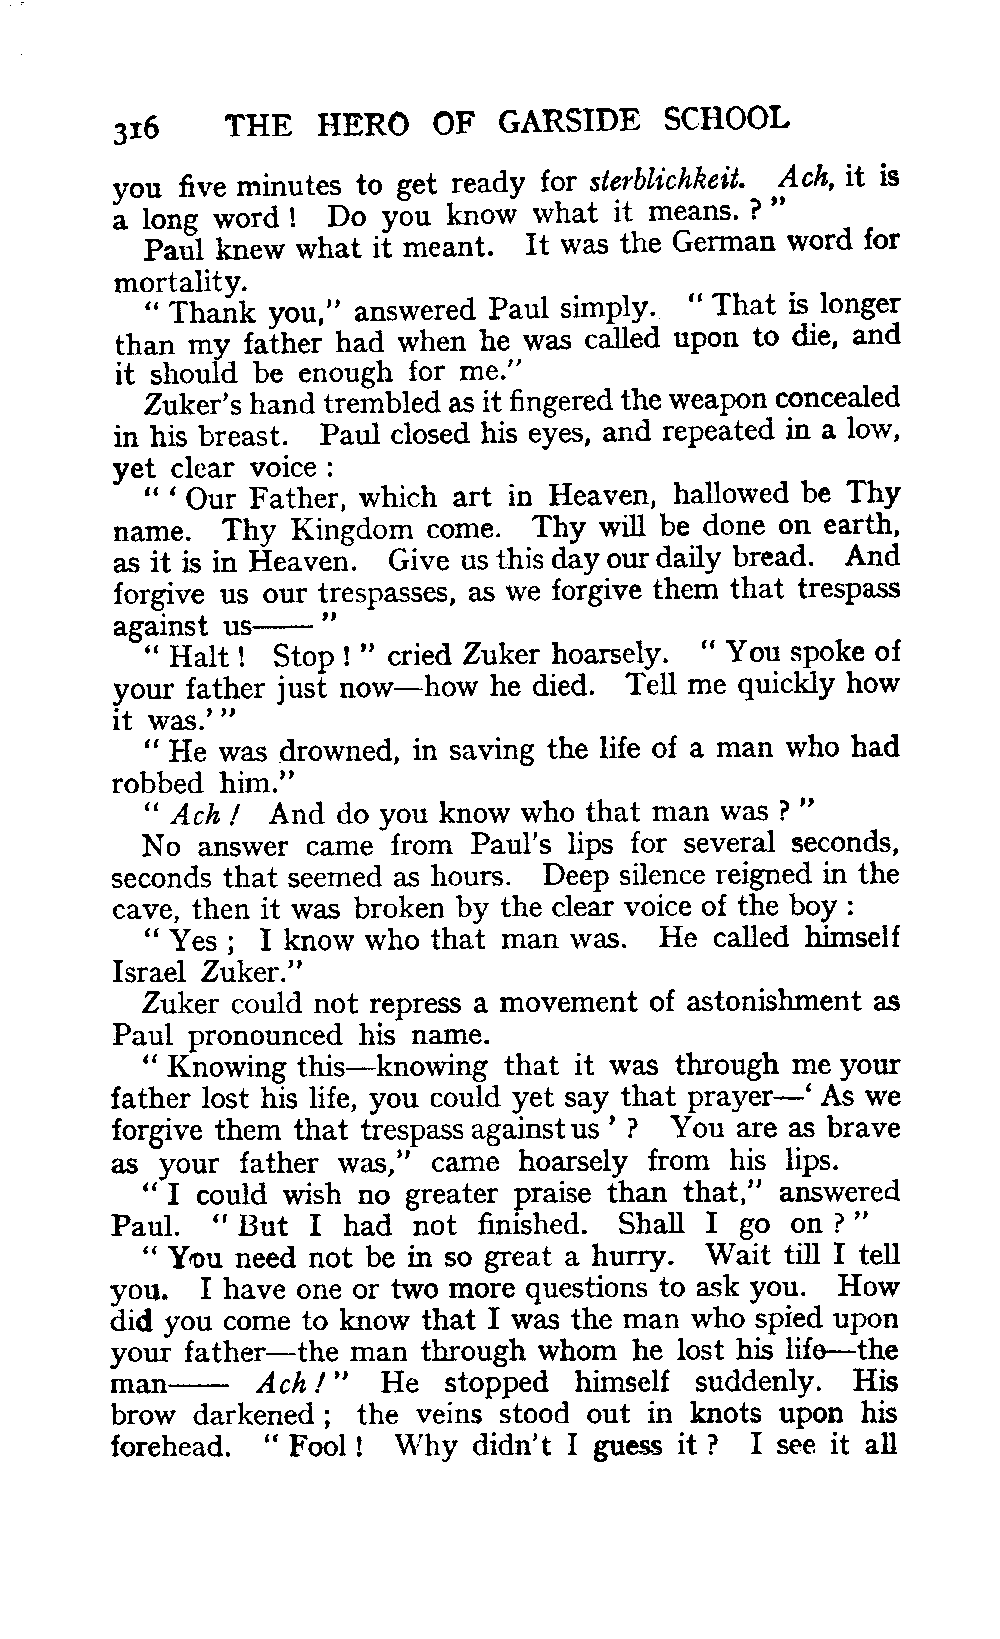 316 THE HERO OF GARSIDE SCHOOL
you five minutes to get ready for sterblichkeit. Ach, it is
a long word ! Do you know what it means. ? "
Paul knew what it meant. It was the German word for
mortality.
" Thank you," answered Paul simply. " That is longer
than my father had when he was called upon to die, and
it should be enough for me."
Zuker's hand trembled as it fingered the weapon concealed
in his breast. Paul closed his eyes, and repeated in a low,
yet clear voice :
" ' Our Father, which art in Heaven, hallowed be Thy
name. Thy Kingdom come. Thy will be done on earth,
as it is in Heaven. Give us this day our daily bread. And
forgive us our trespasses, as we forgive them that trespass
against us—— "
" Halt ! Stop ! " cried Zuker hoarsely. " You spoke of
your father just now—how he died. Tell me quickly how
it was.' "
" He was drowned, in saving the life of a man who had
robbed him."
" Ach ! And do you know who that man was ? "
No answer came from Paul's lips for several seconds,
seconds that seemed as hours. Deep silence reigned in the
cave, then it was broken by the clear voice of the boy :
" Yes ; I know who that man was. He called himself
Israel Zuker."
Zuker could not repress a movement of astonishment as
Paul pronounced his name.
" Knowing this—knowing that it was through me your
father lost his life, you could yet say that prayer—' As we
forgive them that trespass against us ' ? You are as brave
as your father was," came hoarsely from his lips.
" I could wish no greater praise than that," answered
Paul. " But I had not finished. Shall I go on ? "
" You need not be in so great a hurry. Wait till I tell
you. I have one or two more questions to ask you. How
did you come to know that I was the man who spied upon
your father—the man through whom he lost his life—the
man—— Ach ! " He stopped himself suddenly. His
brow darkened ; the veins stood out in knots upon his
forehead. " Fool ! Why didn't I guess it ? I see it all